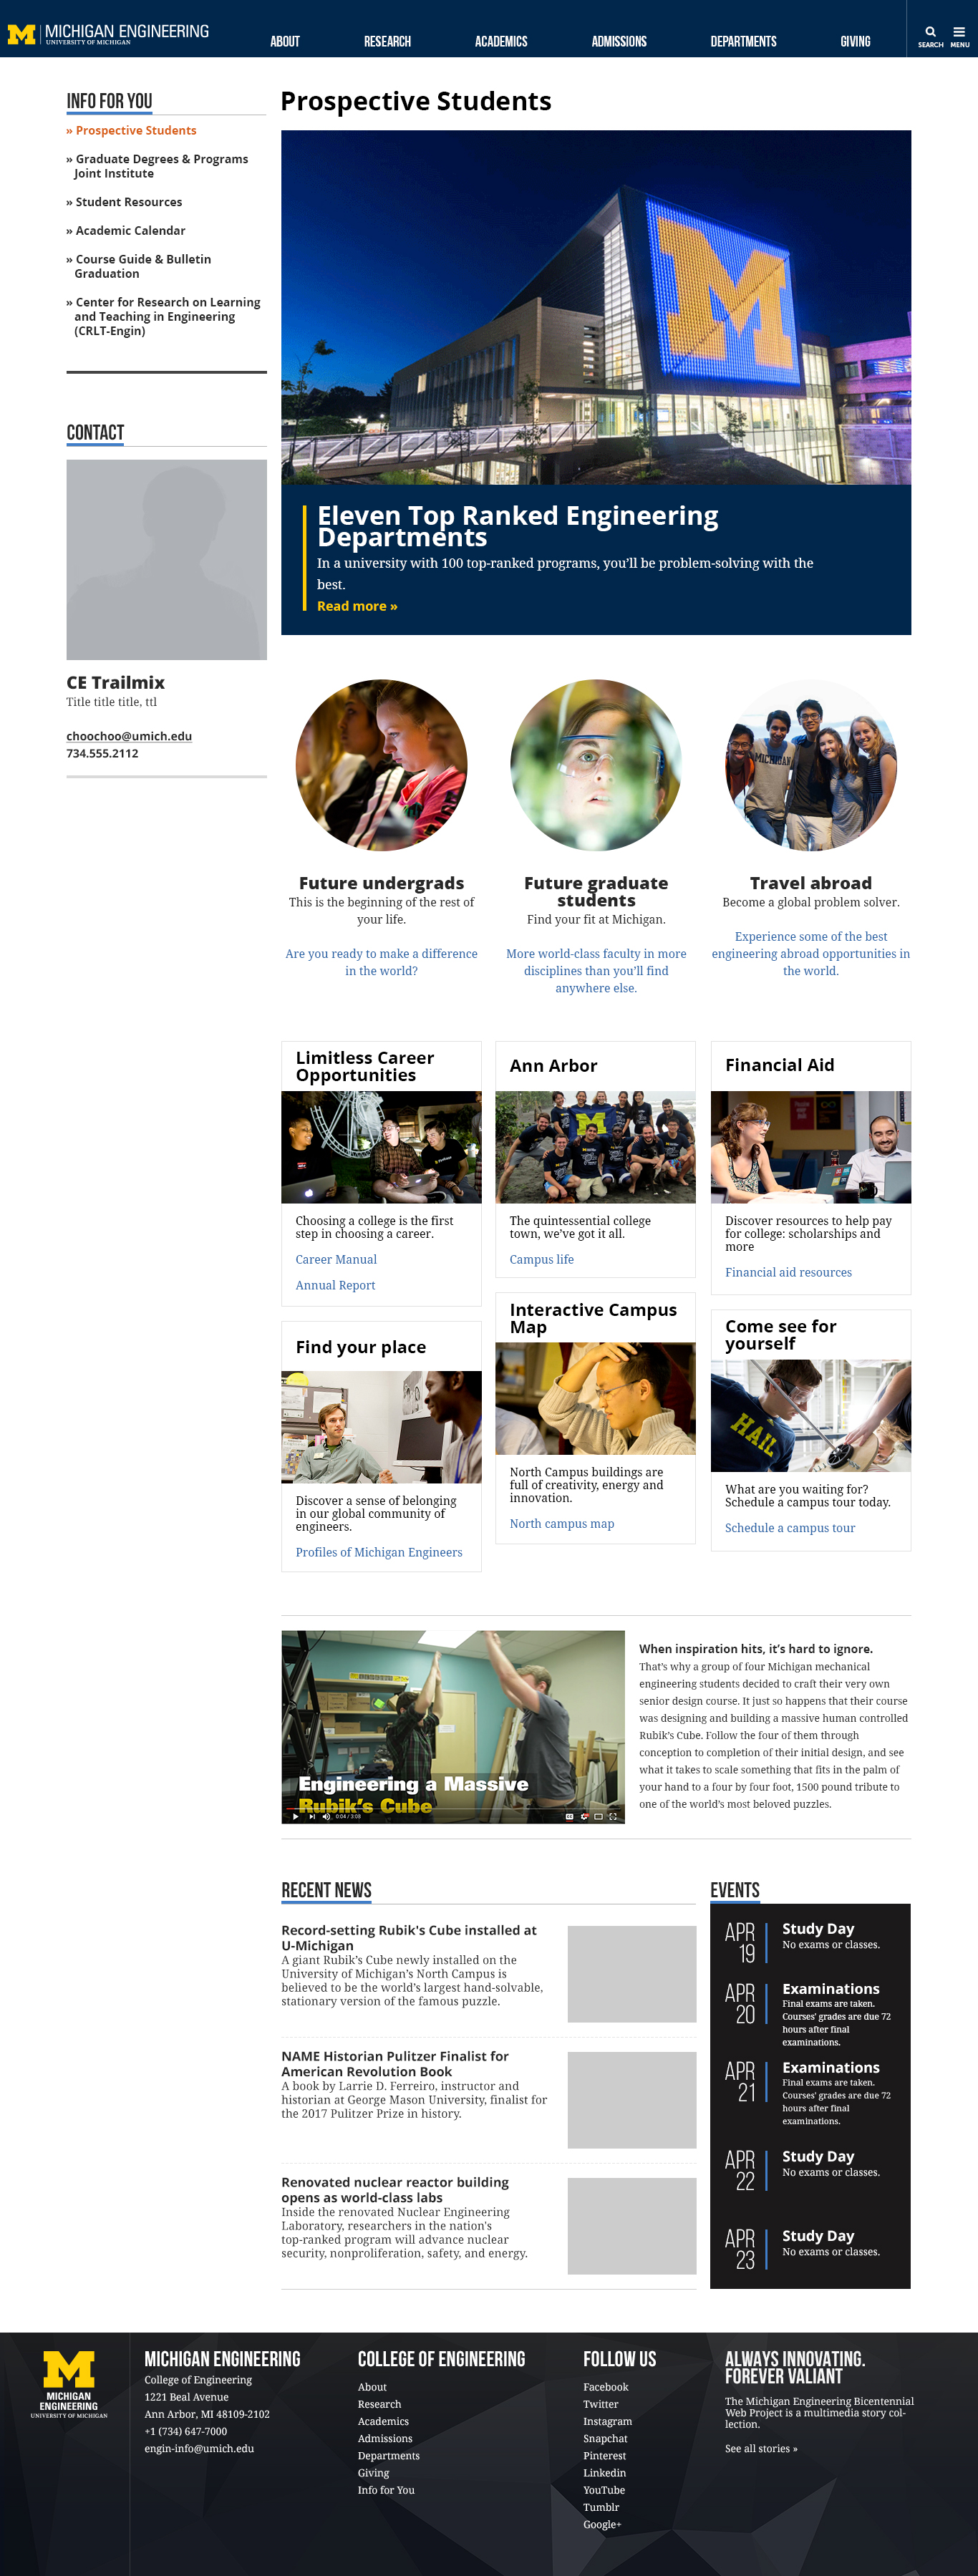 M MICHIGAN ENGINEERING
UNIVERSITY OF MICHIGAN
ABOUT
RESEARCH
ACADEMICS
ADMISSIONS
DEPARTMENTS
GIVING
SEARCH
MENU
INFO FOR YOU
» Prospective Students
» Graduate Degrees & Programs
Joint Institute
» Student Resources
» Academic Calendar
» Course Guide & Bulletin
Graduation
» Center for Research on Learning
and Teaching in Engineering
(CRLT-Engin)
CONTACT
CE Trailmix
Title title title, ttl
choochoo@umich.edu
734.555.2112
Prospective Students
M
Eleven Top Ranked Engineering
Departments
In a university with 100 top-ranked programs, you’ll be problem-solving with the
best.
Read more »
MICHIGAN
Future undergrads
This is the beginning of the rest of
your life.
Are you ready to make a difference
in the world?
Future graduate
students
Find your fit at Michigan.
More world-class faculty in more
disciplines than you’ll find
anywhere else.
Travel abroad
Become a global problem solver.
Experience some of the best
engineering abroad opportunities in
the world.
Limitless Career
Opportunities
Choosing a college is the first
step in choosing a career.
Career Manual
Annual Report
Find your place
Discover a sense of belonging
in our global community of
engineers.
Profiles of Michigan Engineers
Ann Arbor
M
The quintessential college
town, we’ve got it all.
Campus life
Interactive Campus
Map
North Campus buildings are
full of creativity, energy and
innovation.
North campus map
Financial Aid
Discover resources to help pay
for college: scholarships and
more
Financial aid resources
Come see for
yourself
HAIL
What are you waiting for?
Schedule a campus tour today.
Schedule a campus tour
Engineering a Massive
Rubik’s Cube
0:04 / 3:03
When inspiration hits, it’s hard to ignore.
That’s why a group of four Michigan mechanical
engineering students decided to craft their very own
senior design course. It just so happens that their course
was designing and building a massive human controlled
Rubik’s Cube. Follow the four of them through
conception to completion of their initial design, and see
what it takes to scale something that fits in the palm of
your hand to a four by four foot, 1500 pound tribute to
one of the world’s most beloved puzzles.
RECENT NEWS
Record-setting Rubik's Cube installed at
U-Michigan
A giant Rubik’s Cube newly installed on the
University of Michigan’s North Campus is
believed to be the world’s largest hand-solvable,
stationary version of the famous puzzle.
NAME Historian Pulitzer Finalist for
American Revolution Book
A book by Larrie D. Ferreiro, instructor and
historian at George Mason University, finalist for
the 2017 Pulitzer Prize in history.
Renovated nuclear reactor building
opens as world-class labs
Inside the renovated Nuclear Engineering
Laboratory, researchers in the nation's
top-ranked program will advance nuclear
security, nonproliferation, safety, and energy.
EVENTS
APR
19
Study Day
No exams or classes.
APR
20
Examinations
Final exams are taken.
Courses' grades are due 72
hours after final
examinations.
APR
21
Examinations
Final exams are taken.
Courses' grades are due 72
hours after final
examinations.
APR
22
Study Day
No exams or classes.
APR
23
Study Day
No exams or classes.
M
MICHIGAN
ENGINEERING
UNIVERSITY OF MICHIGAN
MICHIGAN ENGINEERING
College of Engineering
1221 Beal Avenue
Ann Arbor, MI 48109-2102
+1 (734) 647-7000
engin-info@umich.edu
COLLEGE OF ENGINEERING
About
Research
Academics
Admissions
Departments
Giving
Info for You
FOLLOW US
Facebook
Twitter
Instagram
Snapchat
Pinterest
Linkedin
YouTube
Tumblr
Google+
ALWAYS INNOVATING.
FOREVER VALIANT
The Michigan Engineering Bicentennial
Web Project is a multimedia story col-
lection.
See all stories »